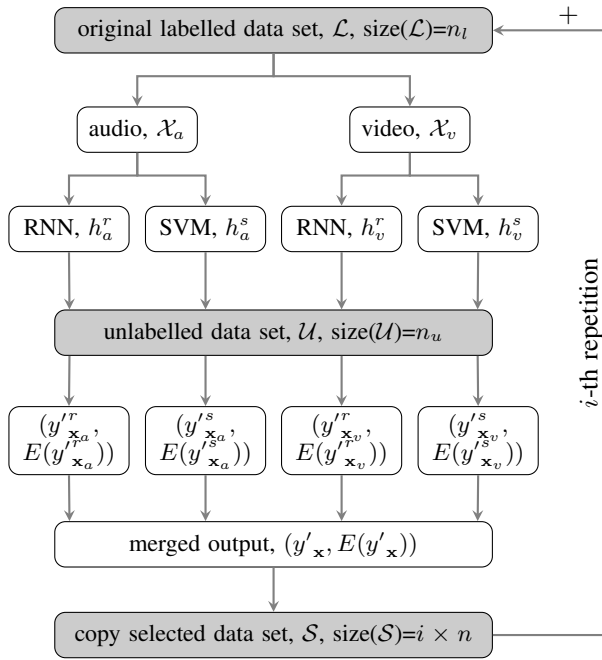 original labelled data set, ℒ, size(ℒ)=n_l
+
audio, 𝒳_a
video, 𝒳_v
RNN, h_a^r
SVM, h_a^s
RNN, h_v^r
SVM, h_v^s
unlabelled data set, 𝒰, size(𝒰)=n_u
(y'^r_{𝐱_a},
E(y'^r_{𝐱_a}))
(y'^s_{𝐱_a},
E(y'^s_{𝐱_a}))
(y'^r_{𝐱_v},
E(y'^r_{𝐱_v}))
(y'^s_{𝐱_v},
E(y'^s_{𝐱_v}))
merged output, (y'_𝐱, E(y'_𝐱))
copy selected data set, 𝒮, size(𝒮)=i × n
i-th repetition